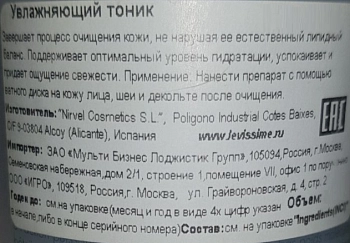 Увлажняющий тоник
Завершает процесс очищения кожи, не нарушая ее естественный липидный
баланс. Поддерживает оптимальный уровень гидратации, успокаивает и
придает ощущение свежести. Применение: Нанести препарат с помощью
ватного диска на кожу лица, шеи и декольте после очищения.
Изготовитель: "Nirvel Cosmetics S.L", Poligono Industrial Cotes Baixes,
C/F 9-03804 Alcoy (Alicante), Испания www.levissime.ru EAC
Импортер: ЗАО «Мульти Бизнес Лоджистик Групп»,105094,Россия, г.Москва,
Семеновская набережная,дом 2/1, строение 1,помещение VII, офис 1 по
ООО «ИГРО», 109518, Россия,г. Москва, ул. Грайвороновская, д. 4, стр. 2
Годен до: см.на упаковке(месяц и год в виде 4х цифр указан Объем:
в начале,либо в конце серийного номера)Состав:см.на упаковке "Ingredients